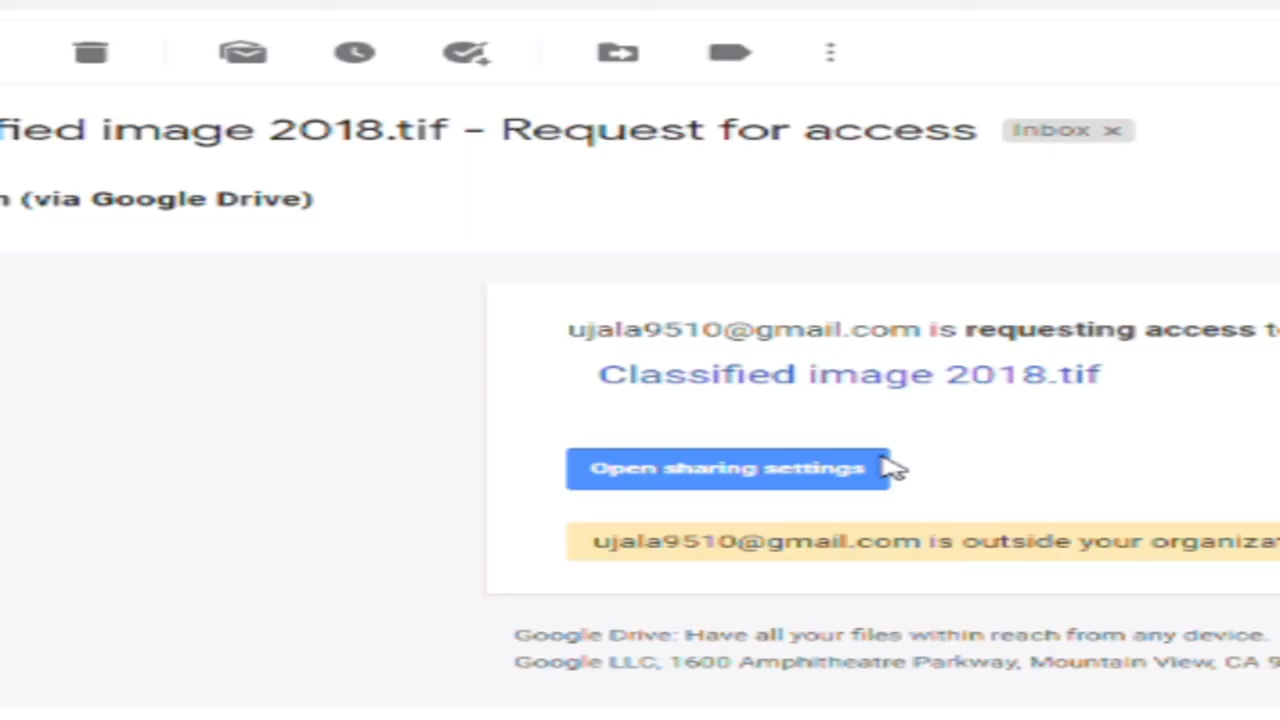 fied image 2018.tif - Request for access Inbox ×
(via Google Drive)
ujala9510@gmail.com is requesting access
Classified image 2018.tif
Open sharing settings
ujala9510@gmail.com is outside your
Google Drive: Have all your files within reach from any device.
Google LLC, 1600 Amphitheatre Parkway, Mountain View, CA